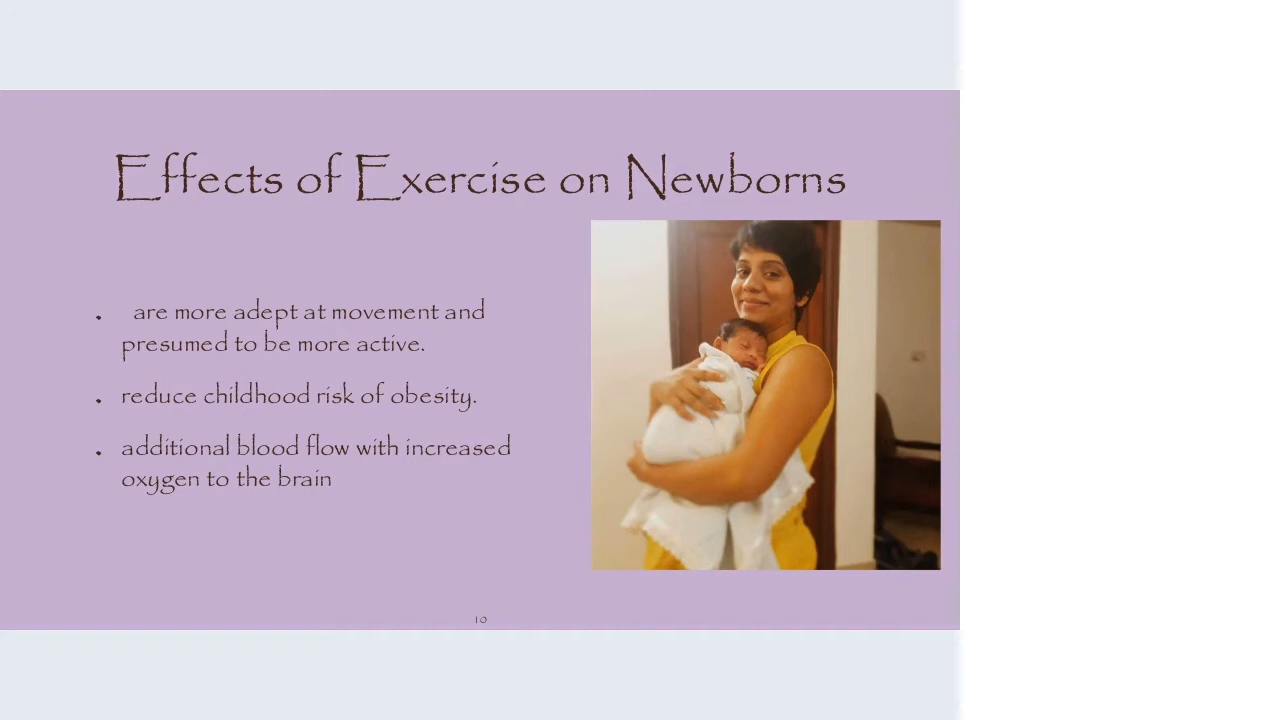 Effects of Exercise on Newborns
. are more adept at movement and
presumed to be more active.
. reduce childhood risk of obesity.
. additional blood flow with increased
oxygen to the brain
10